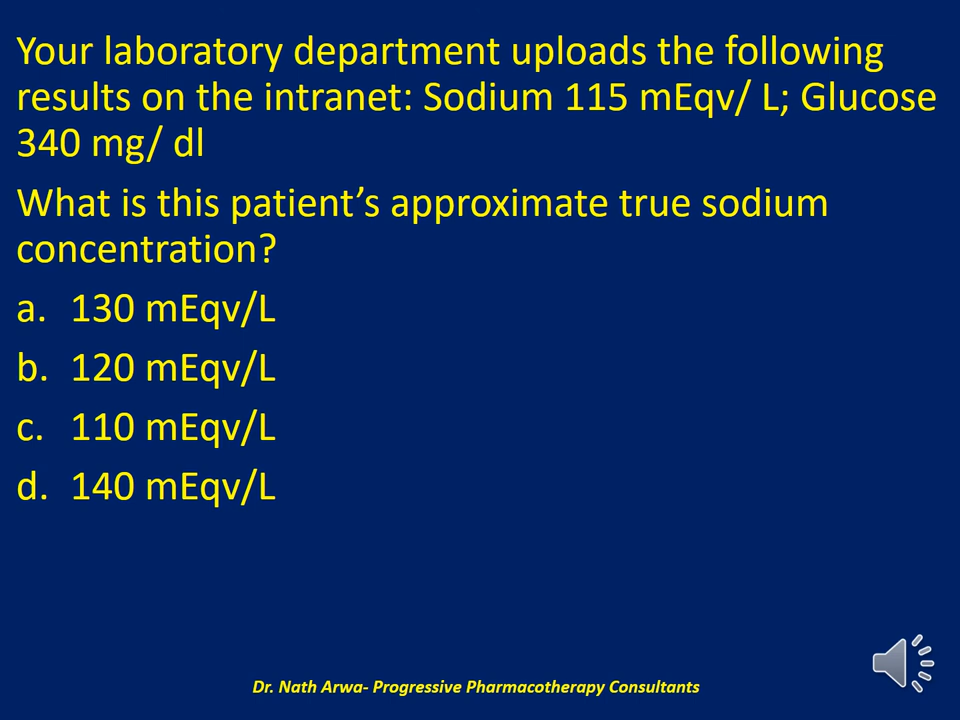 Your laboratory department uploads the following
results on the intranet: Sodium 115 mEqv/ L; Glucose
340 mg/ dl
What is this patient’s approximate true sodium
concentration?
a. 130 mEqv/L
b. 120 mEqv/L
c. 110 mEqv/L
d. 140 mEqv/L
Dr. Nath Arwa- Progressive Pharmacotherapy Consultants